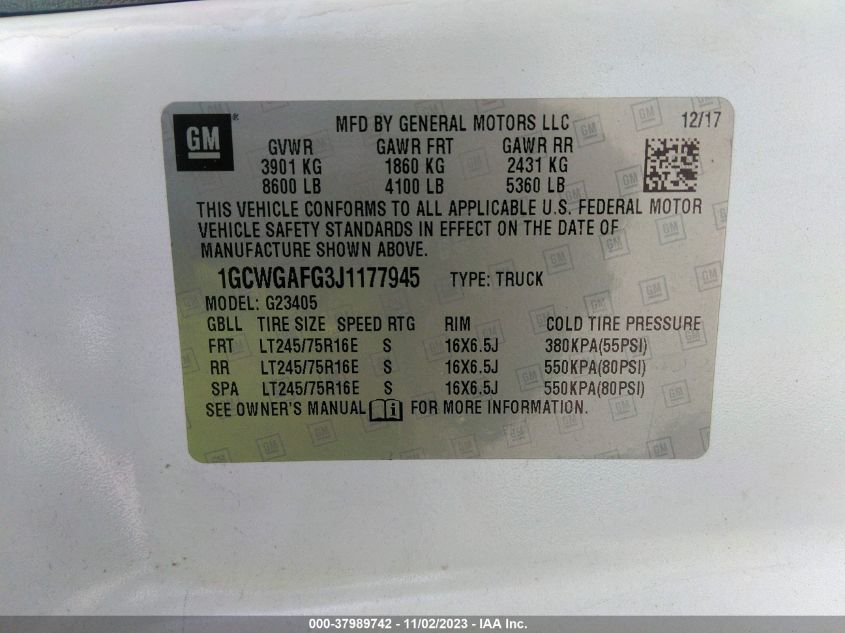 GM ® MFD BY GENERAL MOTORS LLC 12/17
GVWR GAWR FRT GAWR RR
3901 KG 1860 KG 2431 KG
8600 LB 4100 LB 5360 LB
THIS VEHICLE CONFORMS TO ALL APPLICABLE U.S. FEDERAL MOTOR
VEHICLE SAFETY STANDARDS IN EFFECT ON THE DATE OF
MANUFACTURE SHOWN ABOVE.
1GCWGAFG3J1177945 TYPE: TRUCK
MODEL: G23405
GBLL TIRE SIZE SPEED RTG RIM COLD TIRE PRESSURE
FRT LT245/75R16E S 16X6.5J 380KPA(55PSI)
RR LT245/75R16E S 16X6.5J 550KPA(80PSI)
SPA LT245/75R16E S 16X6.5J 550KPA(80PSI)
SEE OWNER'S MANUAL i FOR MORE INFORMATION.
000-37989742 - 11/02/2023 - IAA Inc.